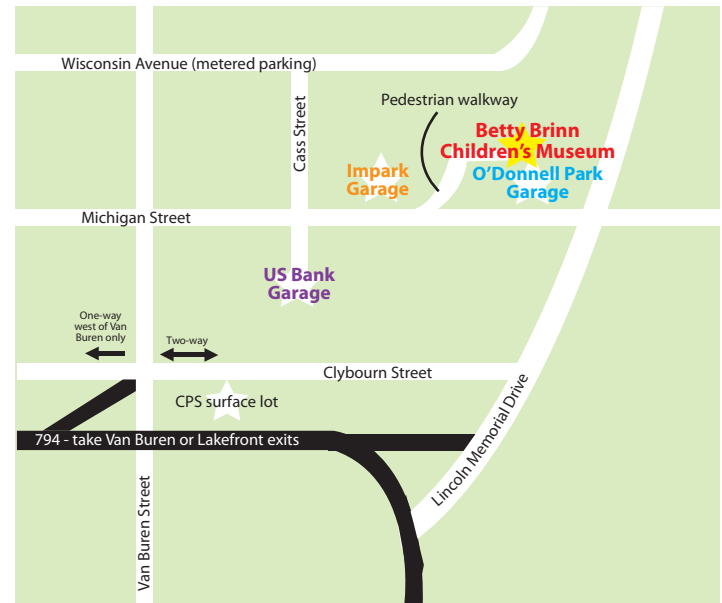 Wisconsin Avenue (metered parking)
Cass Street
Pedestrian walkway
Betty Brinn
Children's Museum
Impark
Garage
O'Donnell Park
Garage
Michigan Street
US Bank
Garage
One-way
west of Van
Buren only
Two-way
Clybourn Street
CPS surface lot
794 - take Van Buren or Lakefront exits
Lincoln Memorial Drive
Van Buren Street